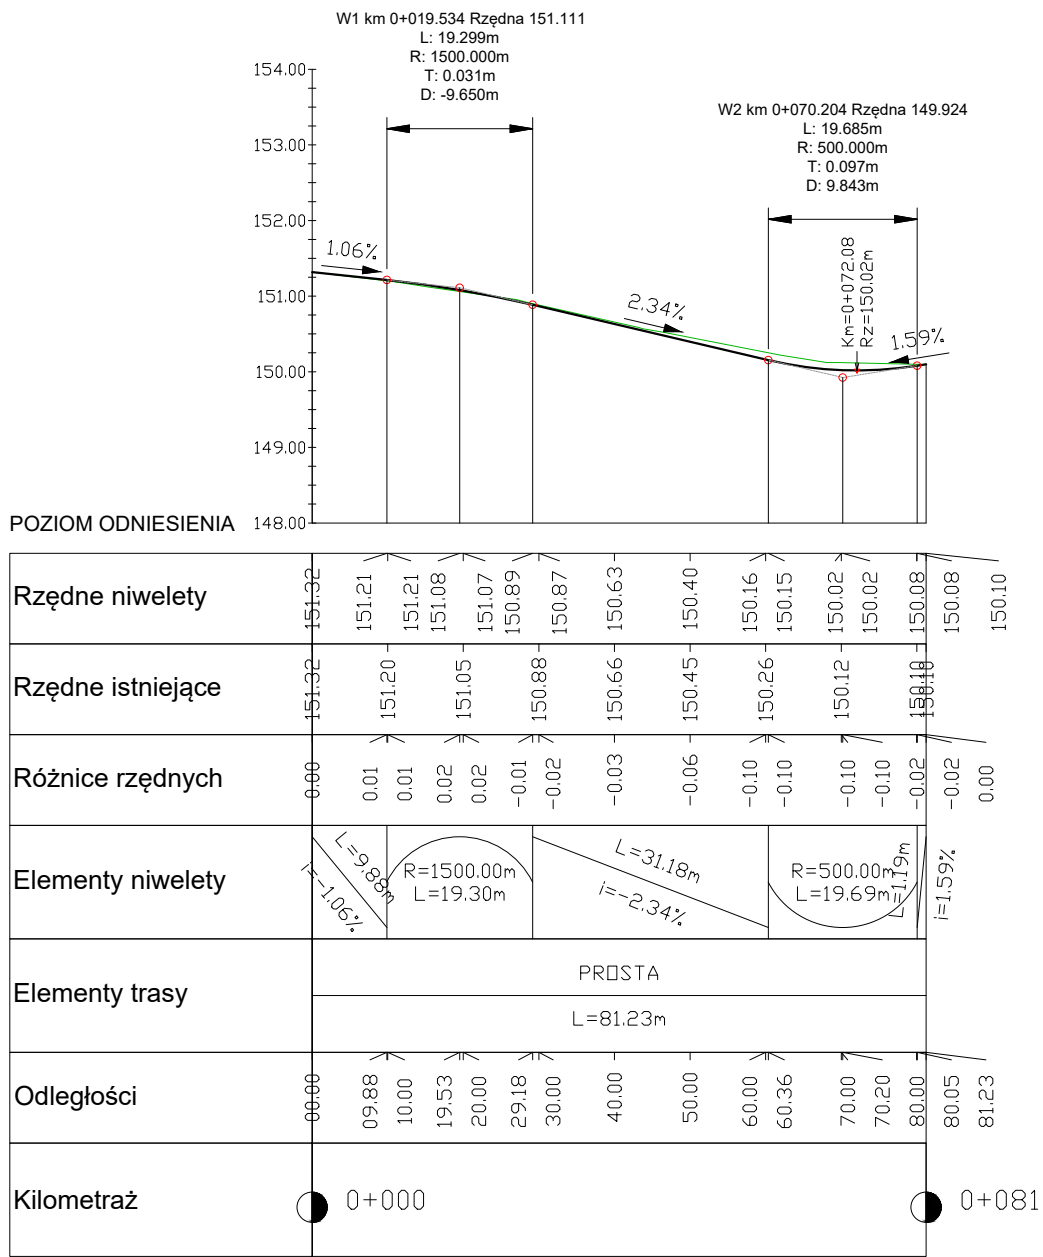 W1 km 0+019.534 Rzędna 151.111
L: 19.299m
R: 1500.000m
T: 0.031m
D: -9.650m
W2 km 0+070.204 Rzędna 149.924
L: 19.685m
R: 500.000m
T: 0.097m
D: 9.843m
154.00
153.00
152.00
151.00
150.00
149.00
148.00
1.06%
2.34%
Km=0+072.08
Rz=150.02m
1.59%
POZIOM ODNIESIENIA
Rzędne niwelety
151.32 151.21 151.21 151.08 151.07 150.89 150.87 150.63 150.40 150.16 150.15 150.02 150.02 150.08 150.08 150.10
Rzędne istniejące
151.32 151.20 151.05 150.88 150.66 150.45 150.26 150.12 150.10 150.10
Różnice rzędnych
0.00 0.01 0.01 0.02 0.02 -0.01 -0.02 -0.03 -0.06 -0.10 -0.10 -0.10 -0.10 -0.02 -0.02 0.00
Elementy niwelety
L=9.88m
i=-1.06%
R=1500.00m
L=19.30m
L=31.18m
i=-2.34%
R=500.00m
L=19.69m
L=1.19m
i=1.59%
Elementy trasy
PROSTA
L=81.23m
Odległości
00.00 09.88 10.00 19.53 20.00 29.18 30.00 40.00 50.00 60.00 60.36 70.00 70.20 80.00 80.05 81.23
Kilometraż
0+000
0+081